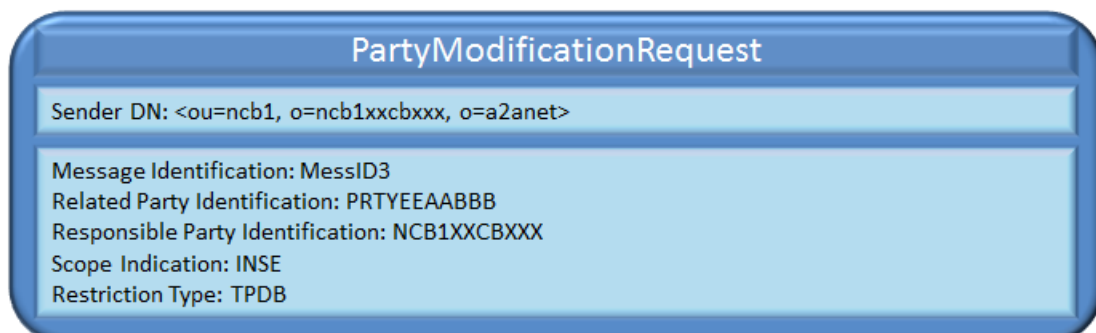 PartyModificationRequest
Sender DN: <ou=ncb1, o=ncb1xxcbxxx, o=a2anet>
Message Identification: MessID3
Related Party Identification: PRTYEEAABBB
Responsible Party Identification: NCB1XXCBXXX
Scope Indication: INSE
Restriction Type: TPDB